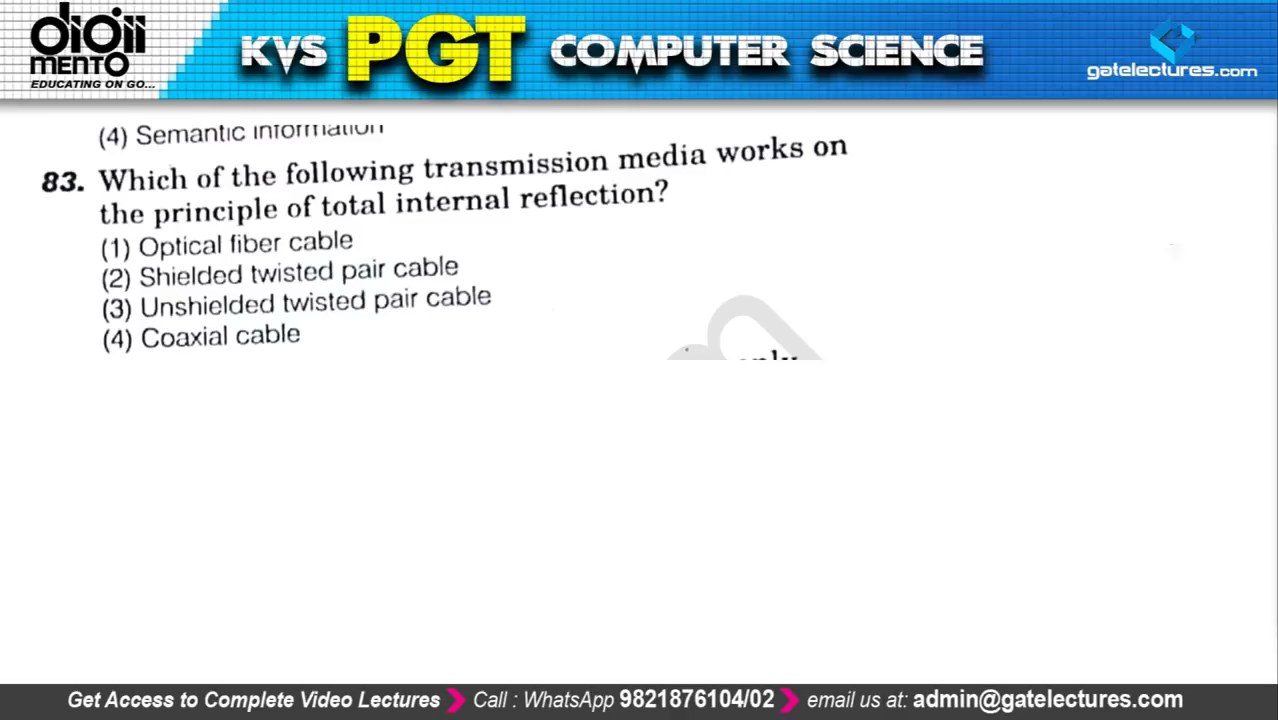 diGii
MENTO
EDUCATING ON GO...
KVS PGT COMPUTER SCIENCE
gatelectures.com
(4) Semantic information
83. Which of the following transmission media works on
the principle of total internal reflection?
(1) Optical fiber cable
(2) Shielded twisted pair cable
(3) Unshielded twisted pair cable
(4) Coaxial cable
only
Get Access to Complete Video Lectures Call : WhatsApp 9821876104/02 email us at: admin@gatelectures.com